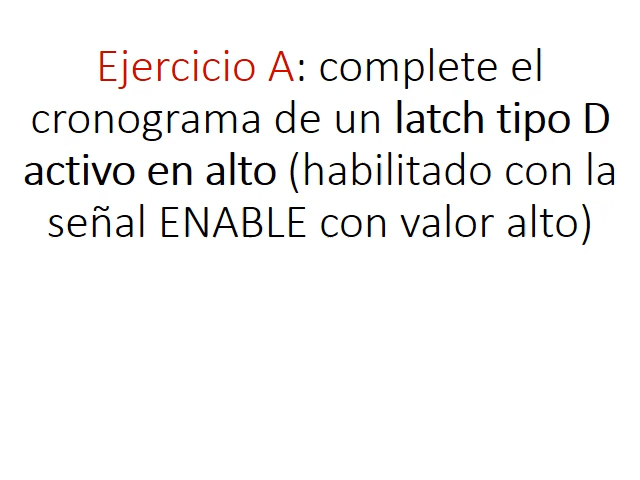 Ejercicio A: complete el
cronograma de un latch tipo D
activo en alto (habilitado con la
señal ENABLE con valor alto)